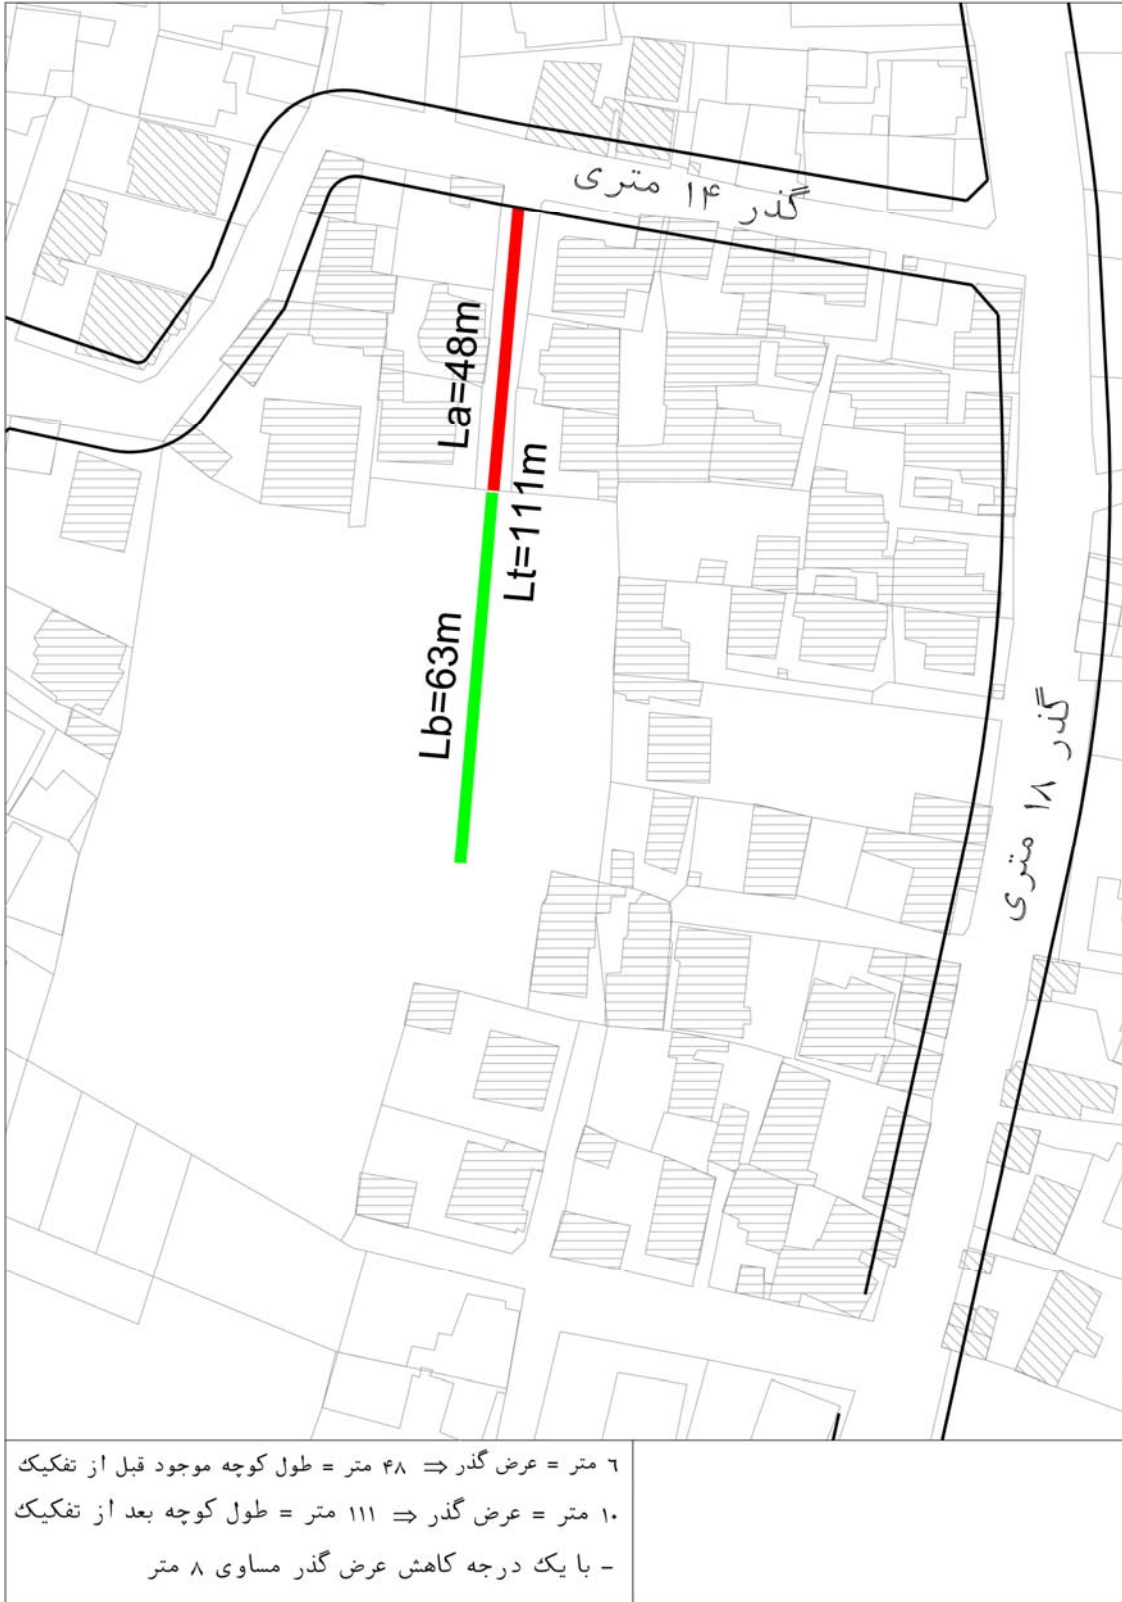 گذر ۱۴ متری
La=48m
Lt=111m
Lb=63m
گذر ۱۸ متری
٦ متر = عرض گذر ⇒ ۴۸ متر = طول کوچه موجود قبل از تفکیک
۱۰ متر = عرض گذر ⇒ ۱۱۱ متر = طول کوچه بعد از تفکیک
- با یک درجه کاهش عرض گذر مساوی ۸ متر